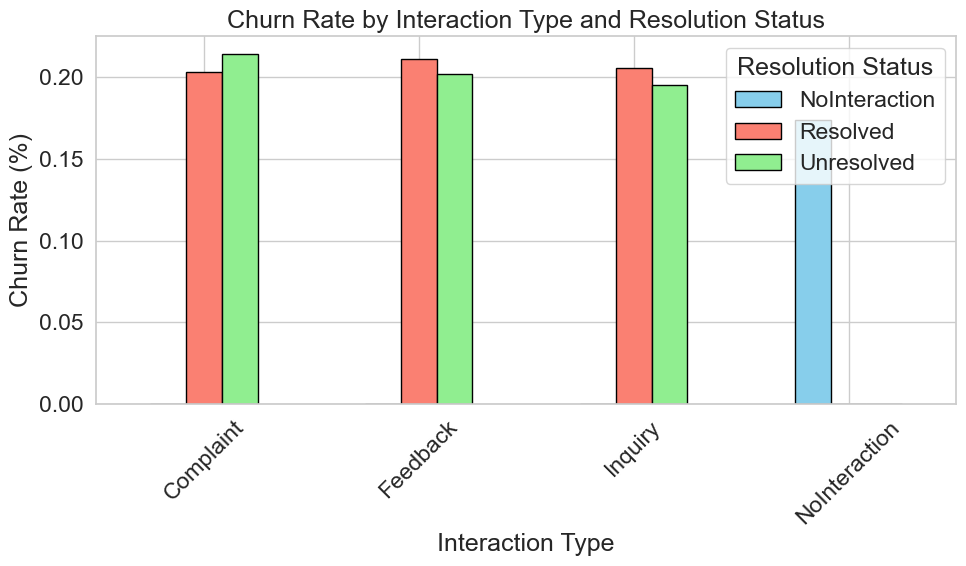 Churn Rate by Interaction Type and Resolution Status
Churn Rate (%)
0.20
0.15
0.10
0.05
0.00
Resolution Status
NoInteraction
Resolved
Unresolved
Complaint
Feedback
Inquiry
NoInteraction
Interaction Type